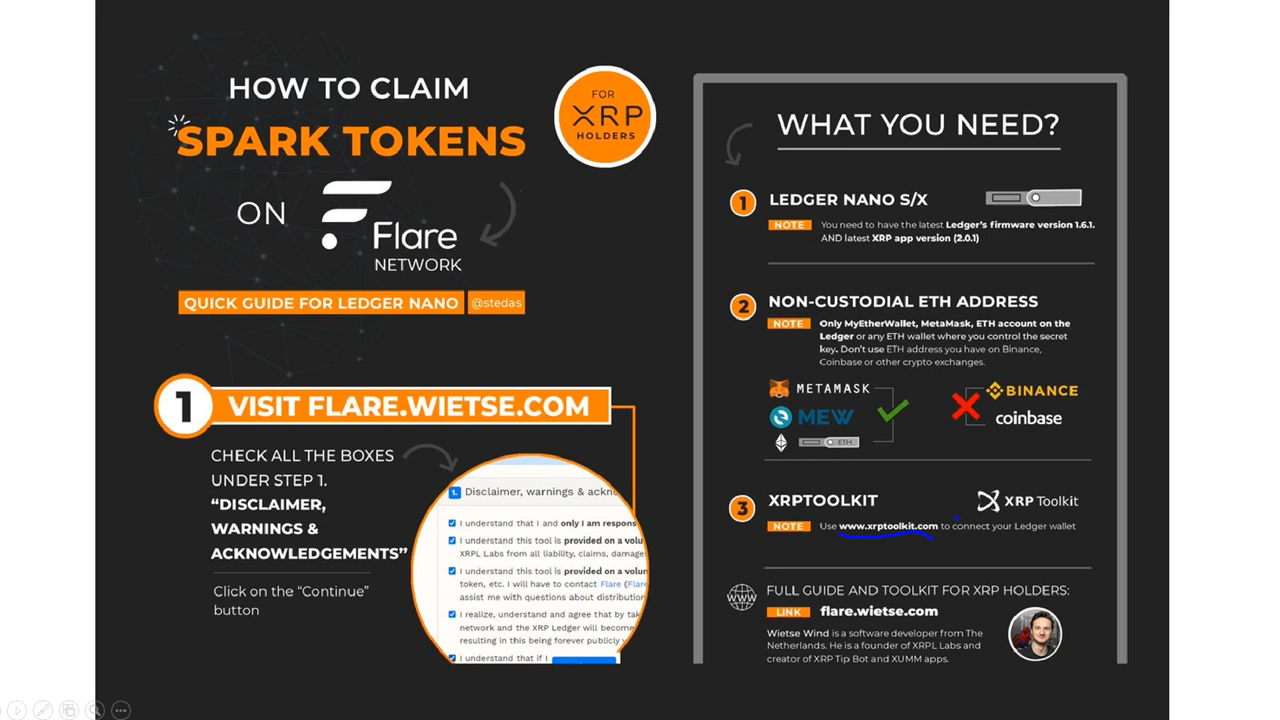 HOW TO CLAIM
SPARK TOKENS
ON
Flare
NETWORK
FOR
XRP
HOLDERS
QUICK GUIDE FOR LEDGER NANO @stedas
1 VISIT FLARE.WIETSE.COM
CHECK ALL THE BOXES
UNDER STEP 1.
“DISCLAIMER,
WARNINGS &
ACKNOWLEDGEMENTS”
Click on the “Continue”
button
1. Disclaimer, warnings & ackn
I understand that I and only I am respons
I understand this tool is provided on a volu
XRPL Labs from all liability, claims, damage
I understand this tool is provided on a volun
token, etc. I will have to contact Flare (Flare
assist me with questions about distribution
I realize, understand and agree that by tak
network and the XRP Ledger will become
resulting in this being forever publicly v
I understand that if I
WHAT YOU NEED?
1 LEDGER NANO S/X
NOTE You need to have the latest Ledger's firmware version 1.6.1.
AND latest XRP app version (2.0.1)
2 NON-CUSTODIAL ETH ADDRESS
NOTE Only MyEtherWallet, MetaMask, ETH account on the
Ledger or any ETH wallet where you control the secret
key. Don't use ETH address you have on Binance,
Coinbase or other crypto exchanges.
METAMASK
MEW
ETH
BINANCE
coinbase
3 XRPTOOLKIT
XRP Toolkit
NOTE Use www.xrptoolkit.com to connect your Ledger wallet
WWW
FULL GUIDE AND TOOLKIT FOR XRP HOLDERS:
LINK flare.wietse.com
Wietse Wind is a software developer from The
Netherlands. He is a founder of XRPL Labs and
creator of XRP Tip Bot and XUMM apps.